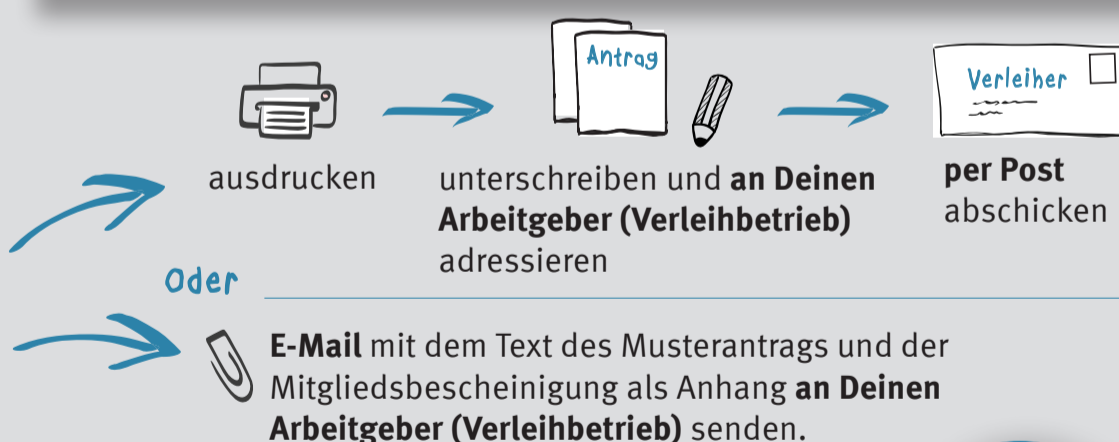 Antrag
Verleiher
ausdrucken
unterschreiben und an Deinen
Arbeitgeber (Verleihbetrieb)
adressieren
per Post
abschicken
Oder
E-Mail mit dem Text des Musterantrags und der
Mitgliedsbescheinigung als Anhang an Deinen
Arbeitgeber (Verleihbetrieb) senden.